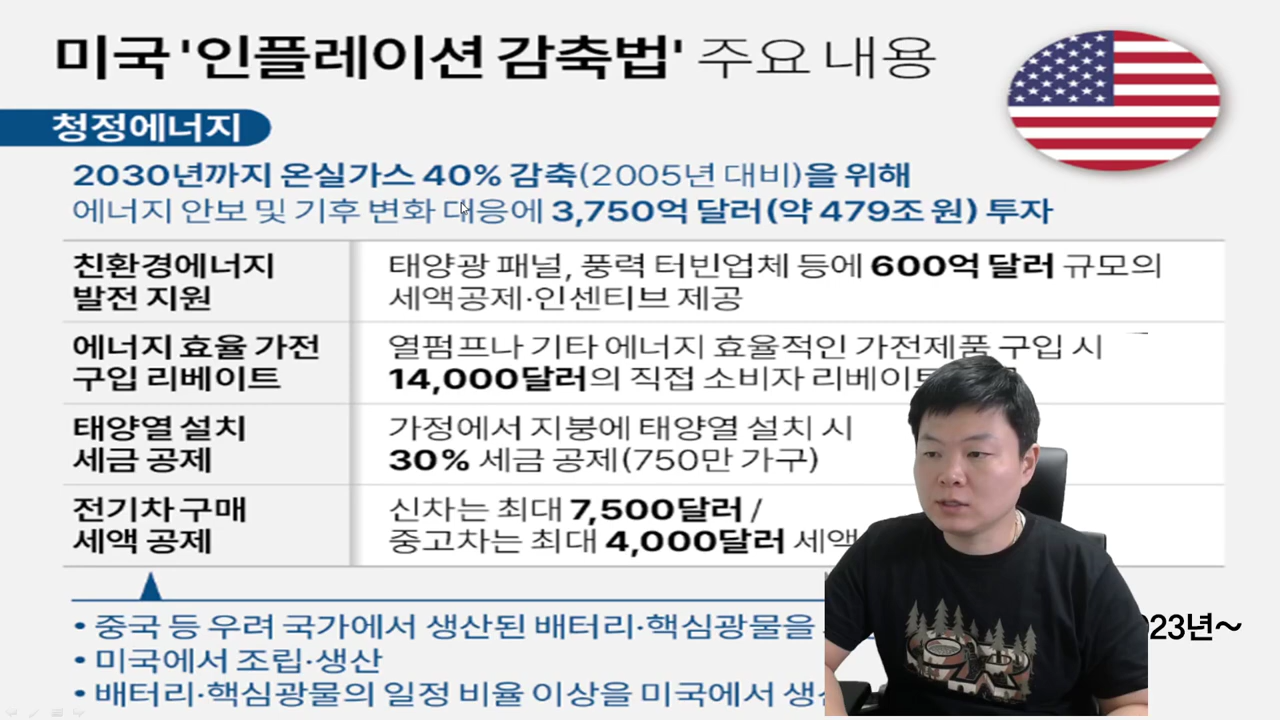 미국 '인플레이션 감축법' 주요 내용
청정에너지
2030년까지 온실가스 40% 감축(2005년 대비)을 위해
에너지 안보 및 기후 변화 대응에 3,750억 달러(약 479조 원) 투자
친환경에너지
발전 지원
태양광 패널, 풍력 터빈업체 등에 600억 달러 규모의
세액공제·인센티브 제공
에너지 효율 가전
구입 리베이트
열펌프나 기타 에너지 효율적인 가전제품 구입 시
14,000달러의 직접 소비자 리베이트
태양열 설치
세금 공제
가정에서 지붕에 태양열 설치 시
30% 세금 공제(750만 가구)
전기차 구매
세액 공제
신차는 최대 7,500달러 /
중고차는 최대 4,000달러 세액
• 중국 등 우려 국가에서 생산된 배터리·핵심광물을
023년~
• 미국에서 조립·생산
• 배터리·핵심광물의 일정 비율 이상을 미국에서